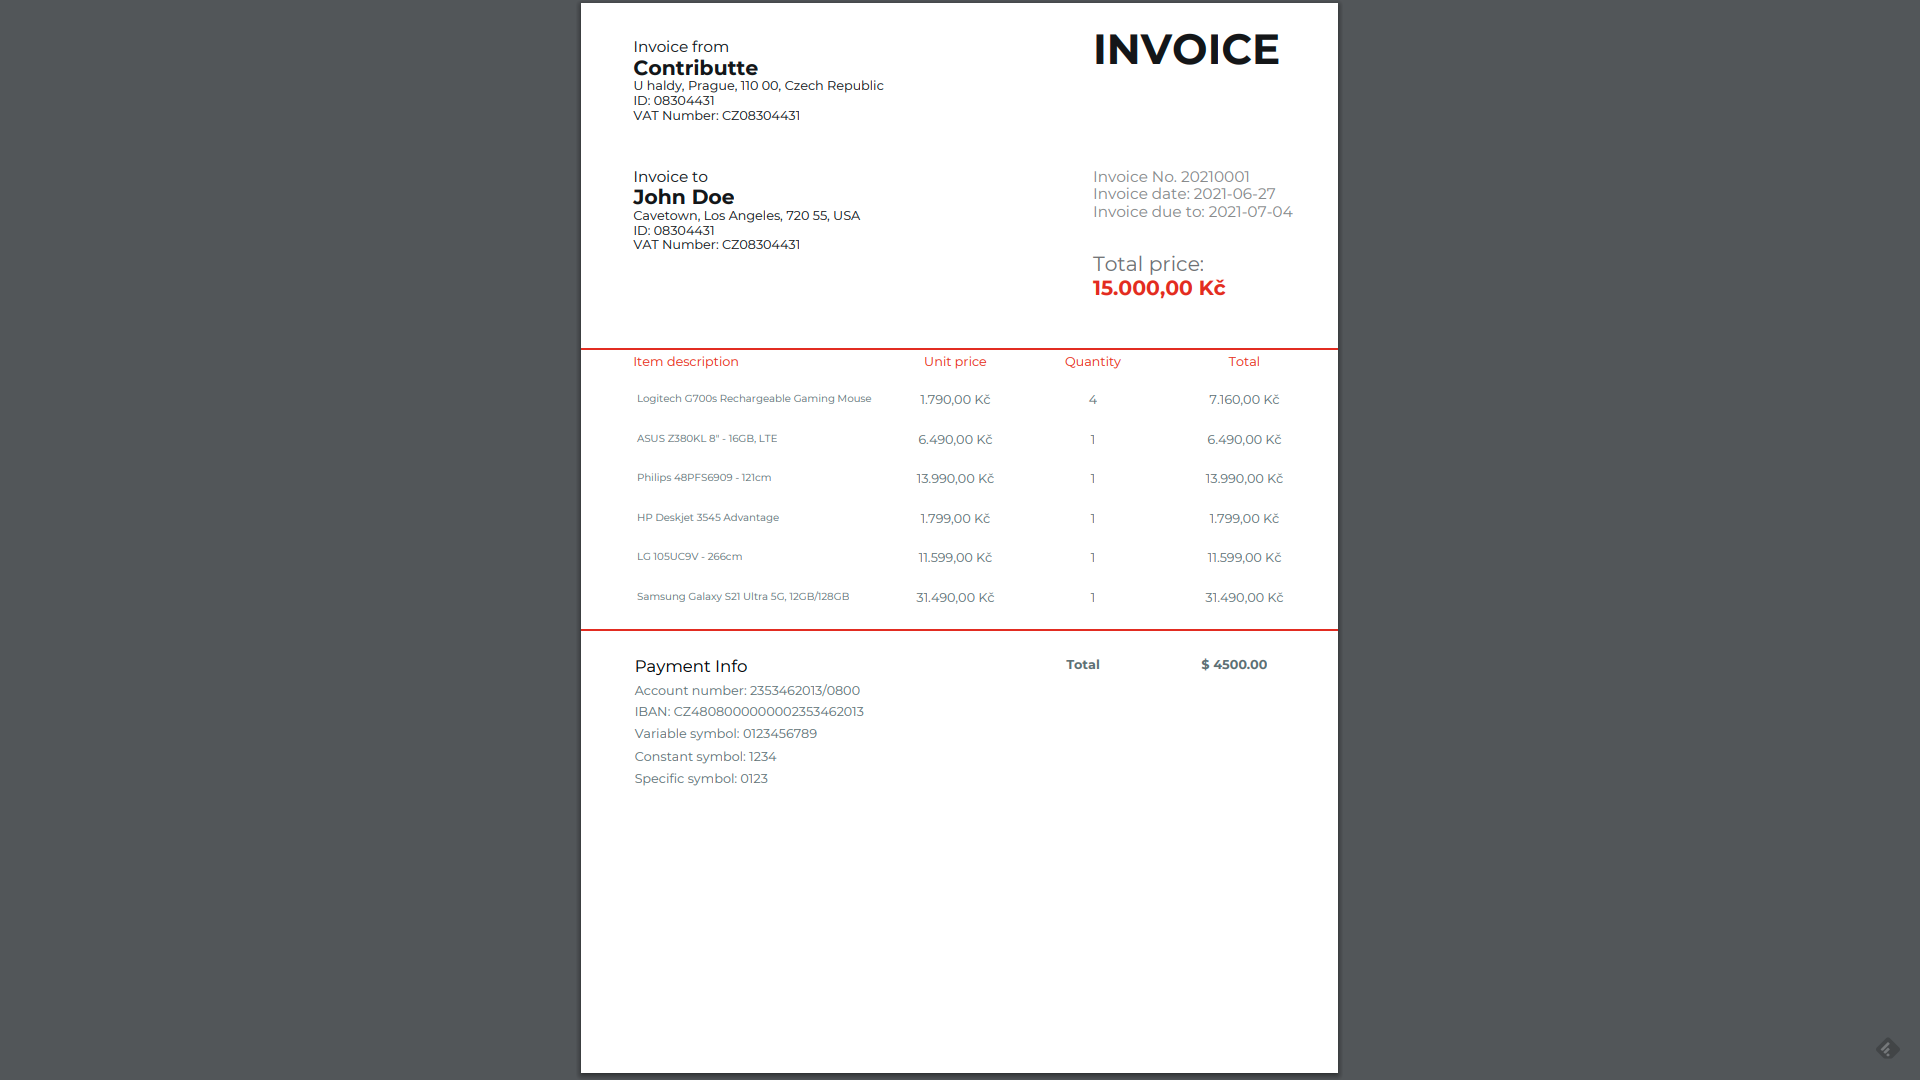 Invoice from
Contributte
U haldy, Prague, 110 00, Czech Republic
ID: 08304431
VAT Number: CZ08304431
INVOICE
Invoice to
John Doe
Cavetown, Los Angeles, 720 55, USA
ID: 08304431
VAT Number: CZ08304431
Invoice No. 20210001
Invoice date: 2021-06-27
Invoice due to: 2021-07-04
Total price:
15.000,00 Kč
Item description Unit price Quantity Total
Logitech G700s Rechargeable Gaming Mouse 1.790,00 Kč 4 7.160,00 Kč
ASUS Z380KL 8" - 16GB, LTE 6.490,00 Kč 1 6.490,00 Kč
Philips 48PFS6909 - 121cm 13.990,00 Kč 1 13.990,00 Kč
HP Deskjet 3545 Advantage 1.799,00 Kč 1 1.799,00 Kč
LG 105UC9V - 266cm 11.599,00 Kč 1 11.599,00 Kč
Samsung Galaxy S21 Ultra 5G, 12GB/128GB 31.490,00 Kč 1 31.490,00 Kč
Payment Info
Account number: 2353462013/0800
IBAN: CZ4808000000002353462013
Variable symbol: 0123456789
Constant symbol: 1234
Specific symbol: 0123
Total $ 4500.00